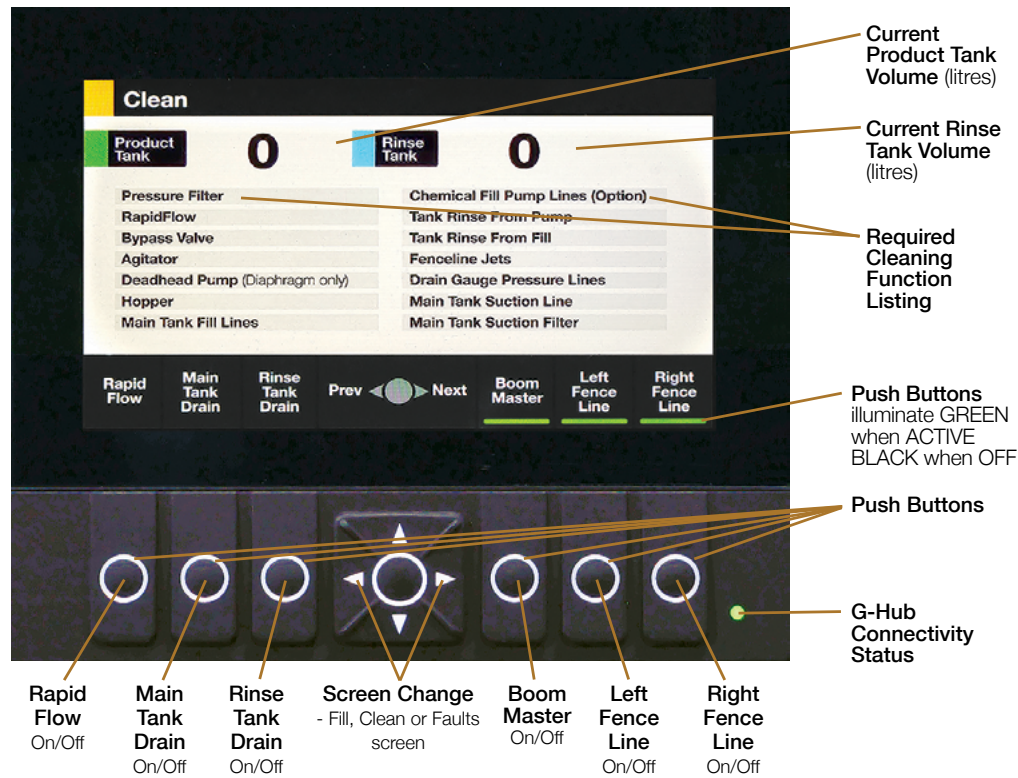 Clean
Product
Tank
0
Rinse
Tank
0
Pressure Filter
RapidFlow
Bypass Valve
Agitator
Deadhead Pump (Diaphragm only)
Hopper
Main Tank Fill Lines
Chemical Fill Pump Lines (Option)
Tank Rinse From Pump
Tank Rinse From Fill
Fenceline Jets
Drain Gauge Pressure Lines
Main Tank Suction Line
Main Tank Suction Filter
Rapid
Flow
Main
Tank
Drain
Rinse
Tank
Drain
Prev
Next
Boom
Master
Left
Fence
Line
Right
Fence
Line
Current
Product Tank
Volume (litres)
Current Rinse
Tank Volume
(litres)
Required
Cleaning
Function
Listing
Push Buttons
illuminate GREEN
when ACTIVE
BLACK when OFF
Push Buttons
G-Hub
Connectivity
Status
Rapid
Flow
On/Off
Main
Tank
Drain
On/Off
Rinse
Tank
Drain
On/Off
Screen Change
- Fill, Clean or Faults
screen
Boom
Master
On/Off
Left
Fence
Line
On/Off
Right
Fence
Line
On/Off